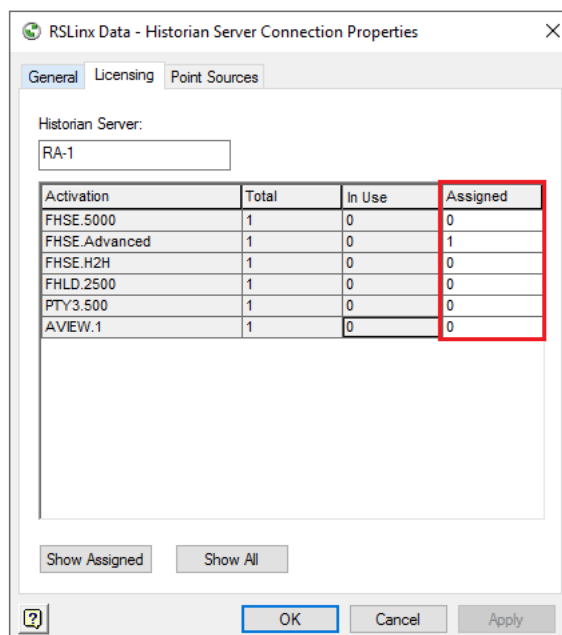 RSLinx Data - Historian Server Connection Properties
General Licensing Point Sources
Historian Server:
RA-1
Activation Total In Use Assigned
FHSE.5000 1 0 0
FHSE.Advanced 1 0 1
FHSE.H2H 1 0 0
FHLD.2500 1 0 0
PTY3.500 1 0 0
AVIEW.1 1 0 0
Show Assigned Show All
? OK Cancel Apply